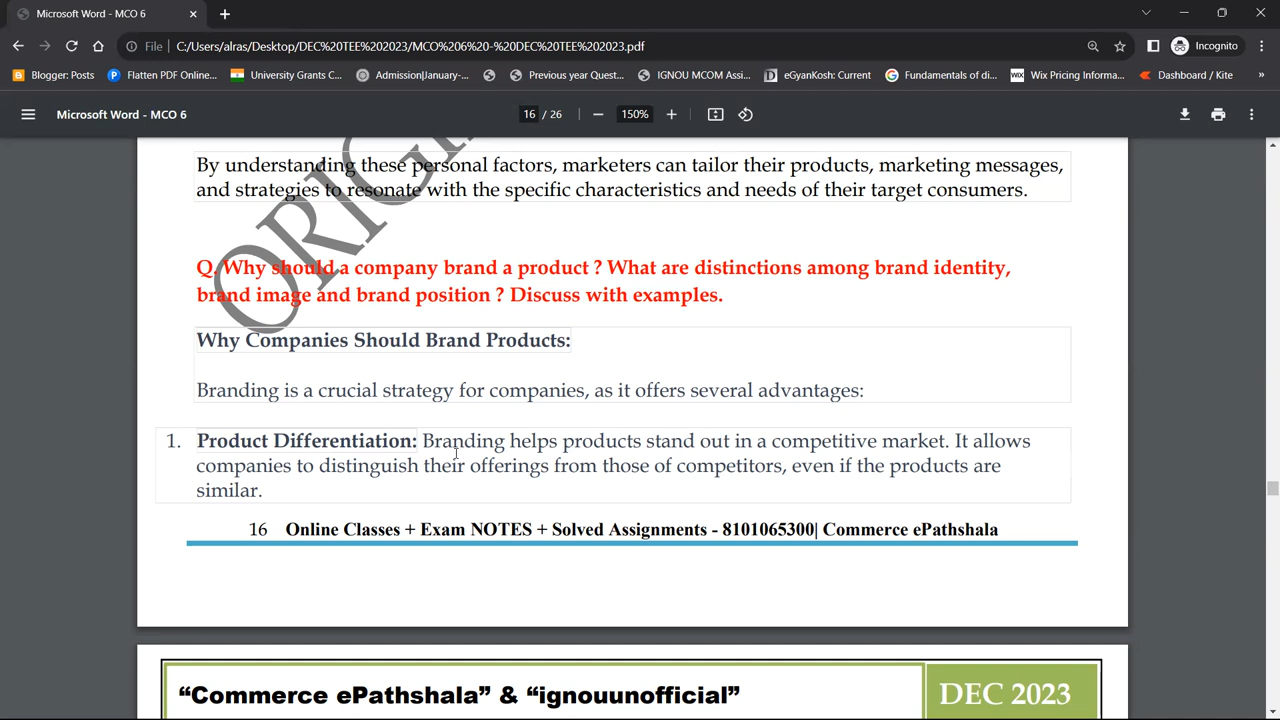 Microsoft Word - MCO 6
File
C:/Users/alras/Desktop/DEC%20TEE%202023/MCO%206%20-%20DEC%20TEE%202023.pdf
Incognito
Blogger: Posts
Flatten PDF Online...
University Grants C...
Admission|January-...
Previous year Quest...
IGNOU MCOM Assi...
eGyanKosh: Current
Fundamentals of di...
Wix Pricing Informa...
Dashboard / Kite
»
Microsoft Word - MCO 6
16 / 26
150%
By understanding these personal factors, marketers can tailor their products, marketing messages,
and strategies to resonate with the specific characteristics and needs of their target consumers.
ORIG
Q. Why should a company brand a product ? What are distinctions among brand identity,
brand image and brand position ? Discuss with examples.
Why Companies Should Brand Products:
Branding is a crucial strategy for companies, as it offers several advantages:
1. Product Differentiation: Branding helps products stand out in a competitive market. It allows
companies to distinguish their offerings from those of competitors, even if the products are
similar.
16 Online Classes + Exam NOTES + Solved Assignments - 8101065300| Commerce ePathshala
“Commerce ePathshala” & “ignouunofficial”
DEC 2023